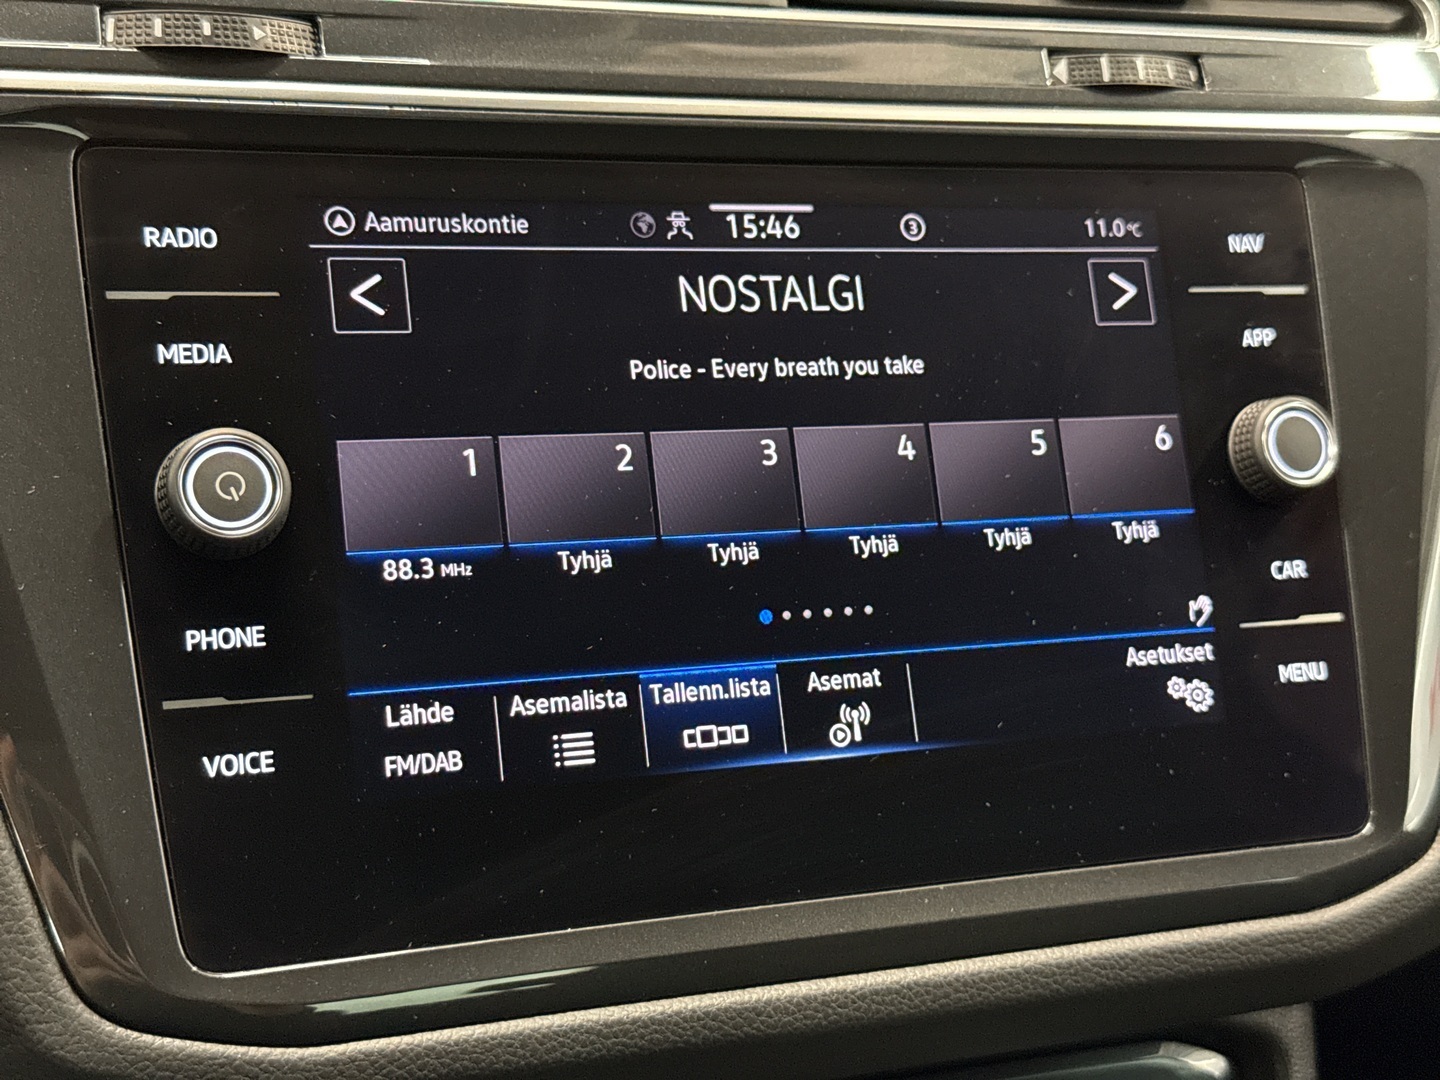 RADIO
MEDIA
PHONE
VOICE
Aamuruskontie
15:46
3
11.0°C
<
NOSTALGI
>
Police - Every breath you take
1 2 3 4 5 6
88.3 MHz Tyhjä Tyhjä Tyhjä Tyhjä Tyhjä
Lähde
FM/DAB
Asemalista
Tallenn.lista
Asemat
Asetukset
NAV
APP
CAR
MENU